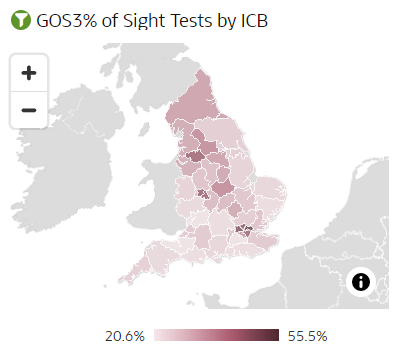 GOS3% of Sight Tests by ICB
+
−
i
20.6% 55.5%